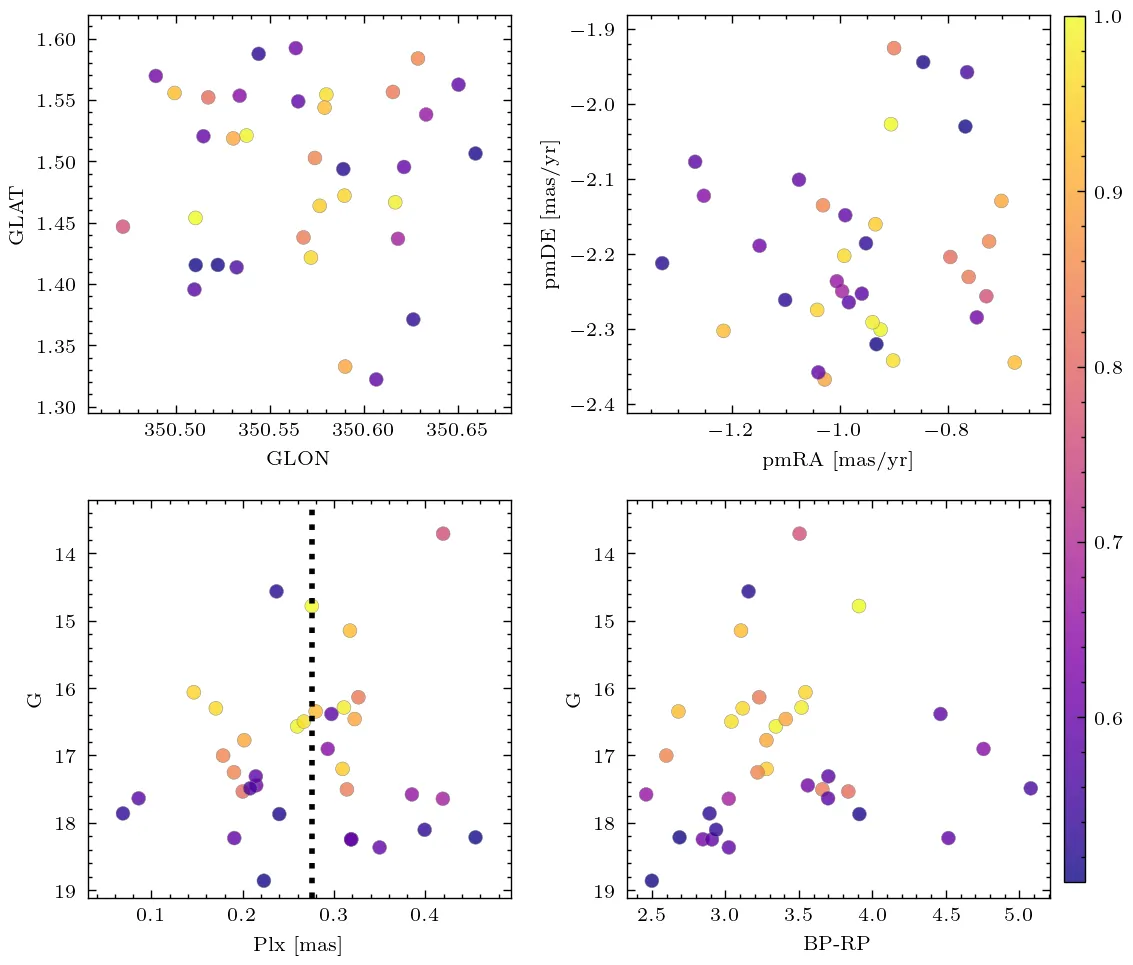 1.60
1.55
1.50
1.45
1.40
1.35
1.30
GLAT
350.50 350.55 350.60 350.65
GLON
−1.9
−2.0
−2.1
−2.2
−2.3
−2.4
pmDE [mas/yr]
−1.2 −1.0 −0.8
pmRA [mas/yr]
1.0
0.9
0.8
0.7
0.6
14
15
16
17
18
19
G
0.1 0.2 0.3 0.4
Plx [mas]
14
15
16
17
18
19
G
2.5 3.0 3.5 4.0 4.5 5.0
BP-RP